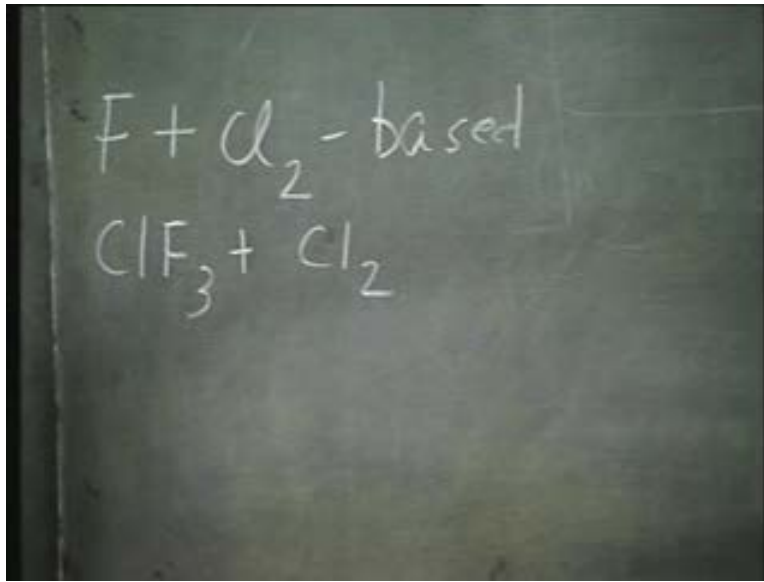 F + Cl₂ - based
ClF₃ + Cl₂